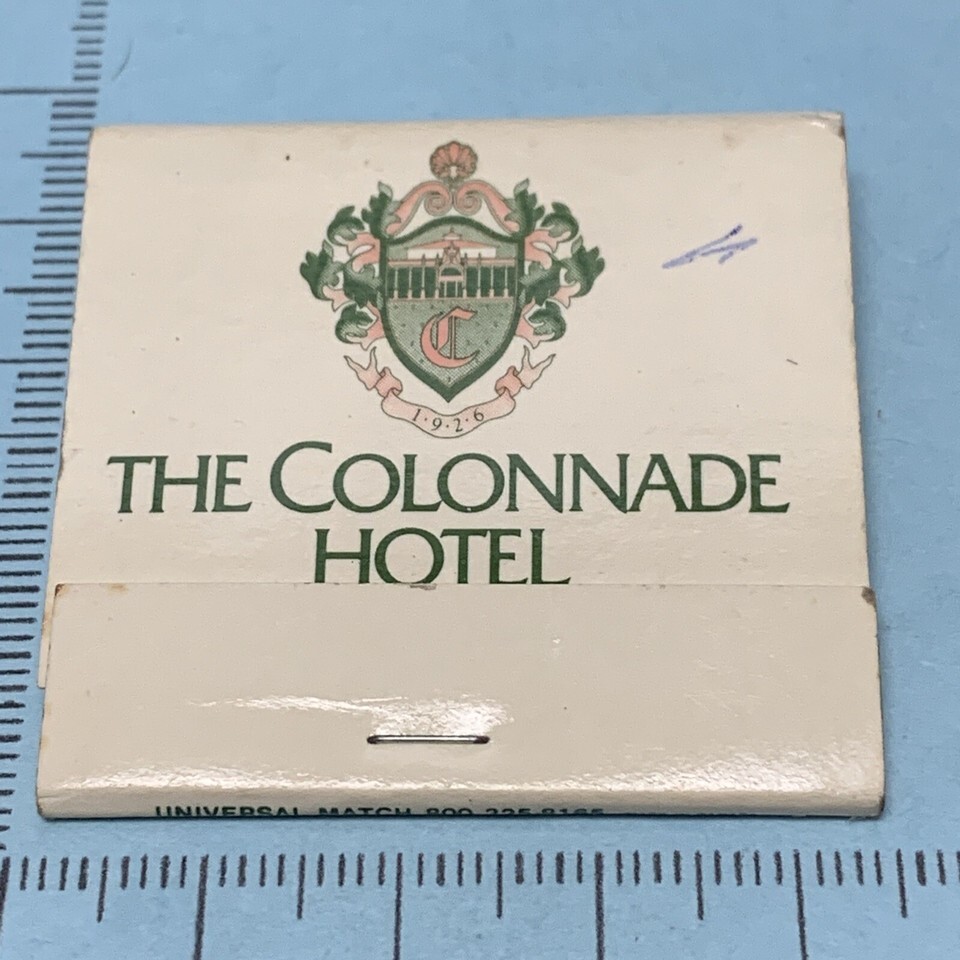 C
1·9·2·6
THE COLONNADE
HOTEL
UNIVERSAL MATCH 800 325-8165